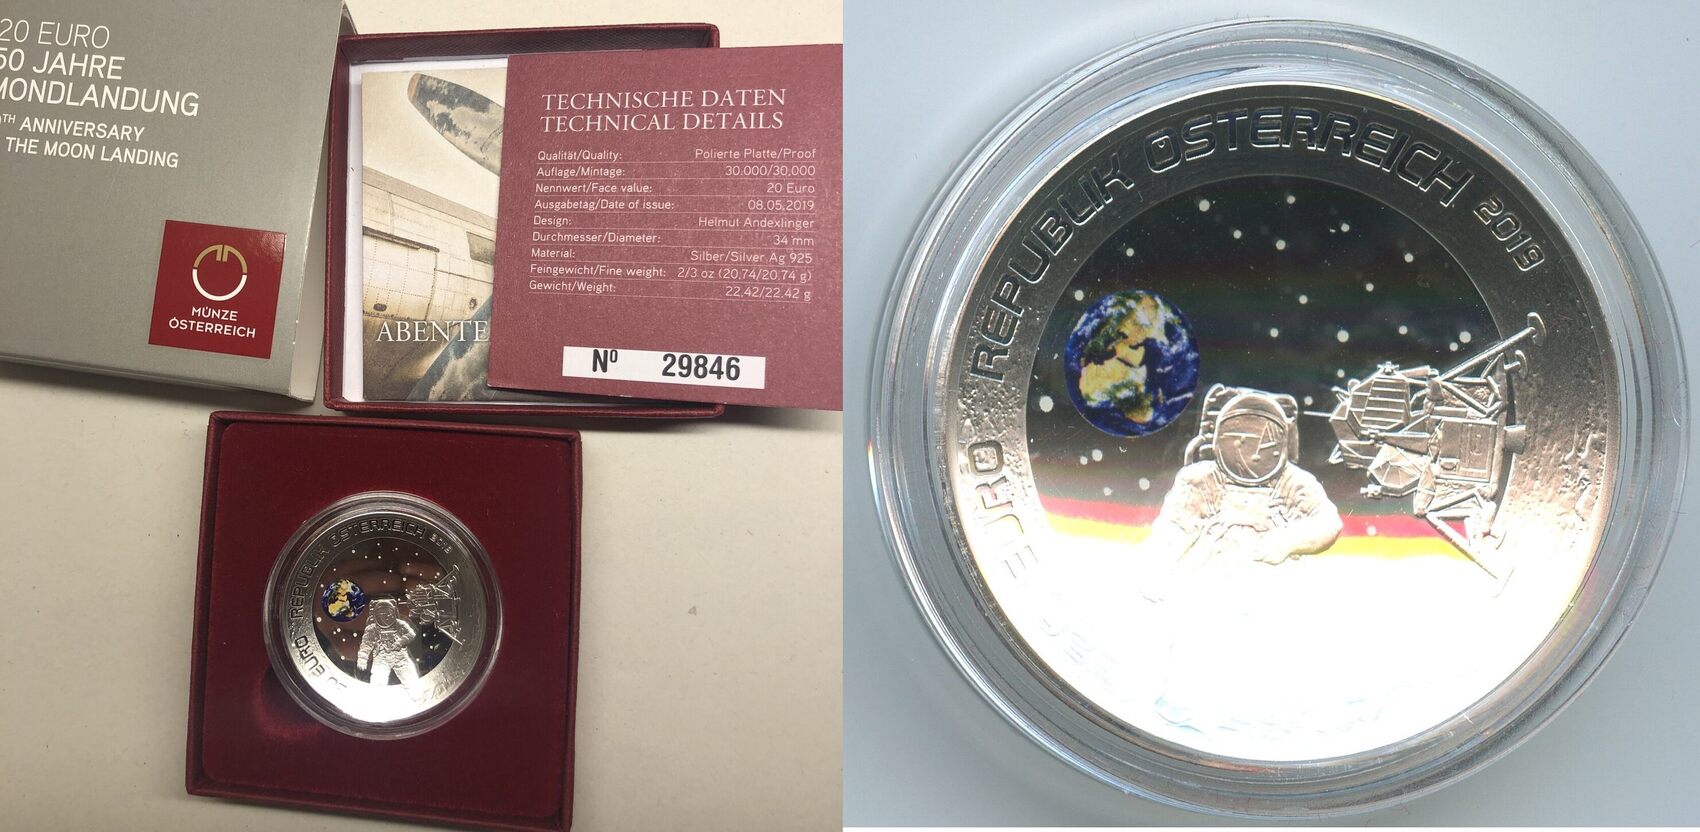 20 EURO
50 JAHRE
MONDLANDUNG
TH ANNIVERSARY
THE MOON LANDING
MÜNZE
ÖSTERREICH
ABENTE
TECHNISCHE DATEN
TECHNICAL DETAILS
Qualität/Quality: Polierte Platte/Proof
Auflage/Mintage: 30.000/30,000
Nennwert/Face value: 20 Euro
Ausgabetag/Date of issue: 08.05.2019
Design: Helmut Andexlinger
Durchmesser/Diameter: 34 mm
Material: Silber/Silver Ag 925
Feingewicht/Fine weight: 2/3 oz (20,74/20.74 g)
Gewicht/Weight: 22,42/22.42 g
Nº 29846
20 EURO REPUBLIK ÖSTERREICH 2019
EURO REPUBLIK ÖSTERREICH 2019